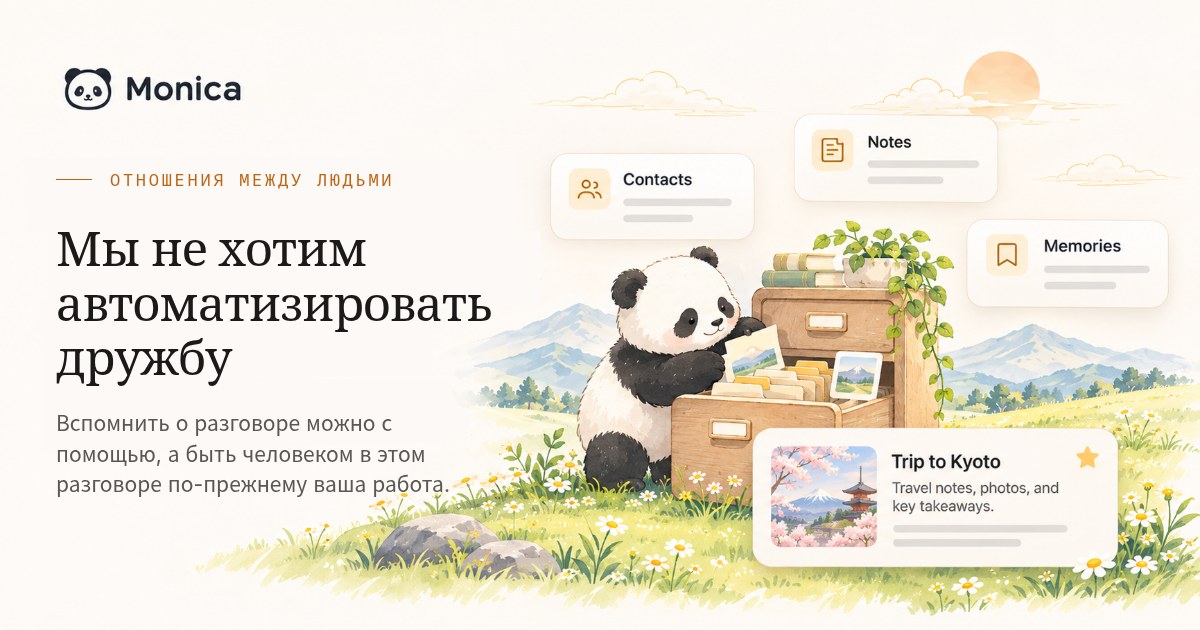 Monica
ОТНОШЕНИЯ МЕЖДУ ЛЮДЬМИ
Мы не хотим
автоматизировать
дружбу
Вспомнить о разговоре можно с
помощью, а быть человеком в этом
разговоре по-прежнему ваша работа.
Contacts
Notes
Memories
Trip to Kyoto
Travel notes, photos, and
key takeaways.